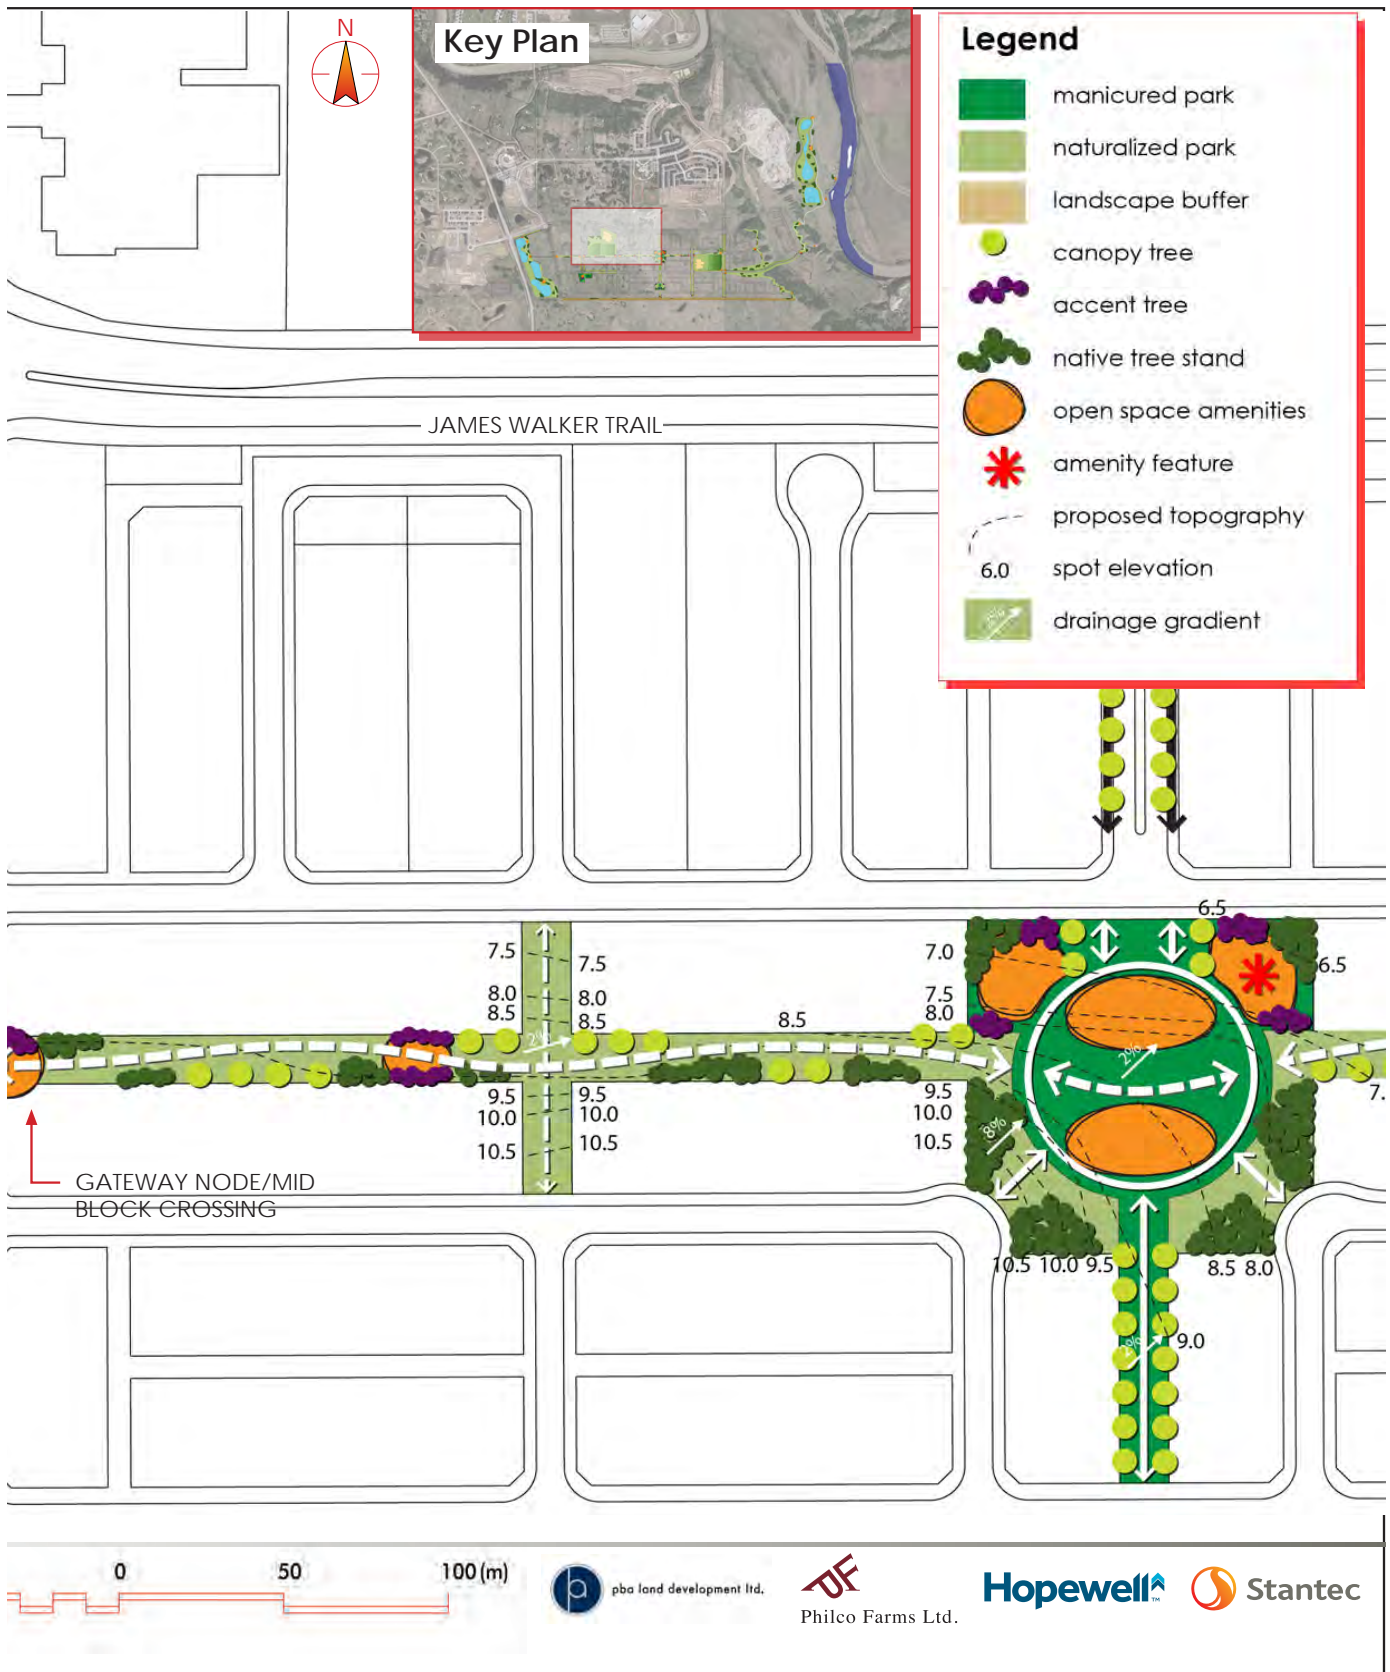 N
Key Plan
Legend
manicured park
naturalized park
landscape buffer
canopy tree
accent tree
native tree stand
open space amenities
amenity feature
proposed topography
6.0 spot elevation
drainage gradient
JAMES WALKER TRAIL
6.5
7.5
7.5
7.0
6.5
8.0
8.0
7.5
8.5
8.5
8.5
8.0
2%
2%
9.5
9.5
9.5
7.
10.0
10.0
10.0
8%
10.5
10.5
10.5
GATEWAY NODE/MID
BLOCK CROSSING
10.5 10.0 9.5
8.5 8.0
2%
9.0
0 50 100 (m)
pba land development ltd.
Philco Farms Ltd.
Hopewell™
Stantec